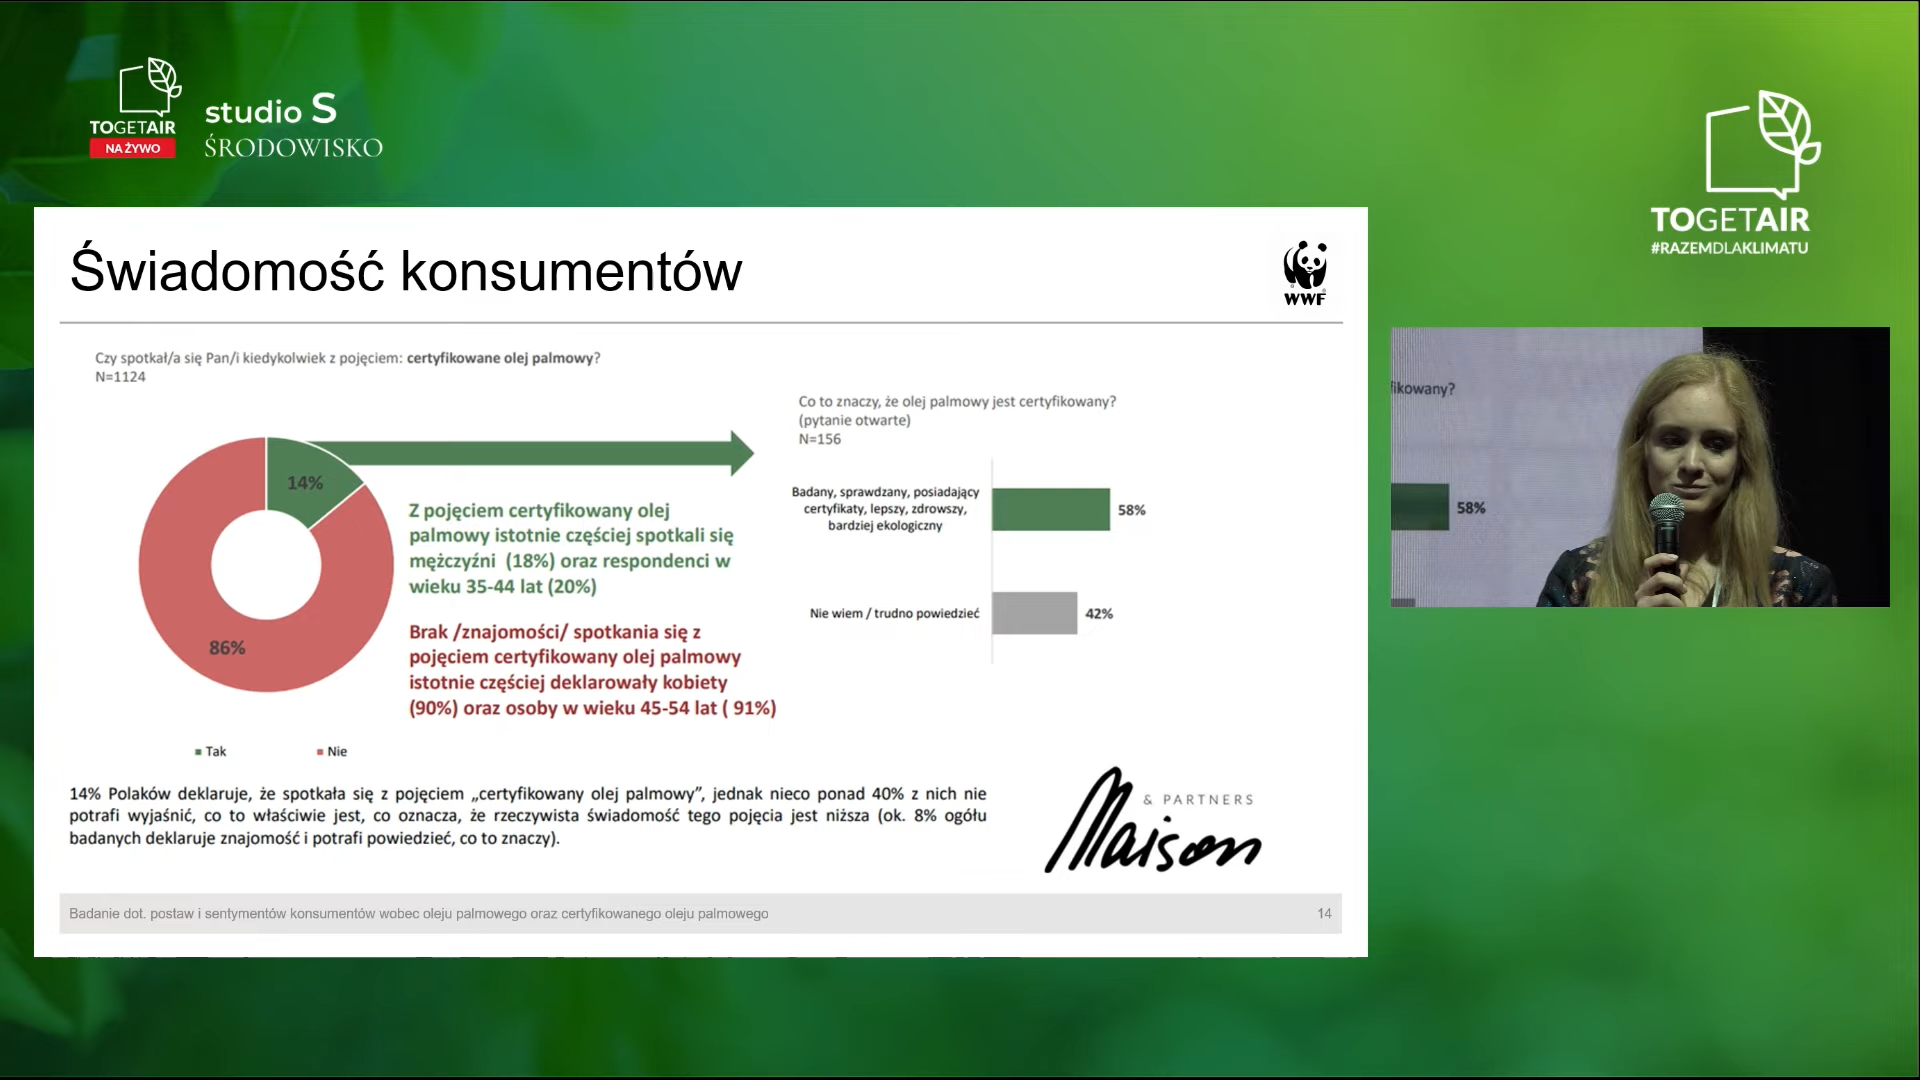 TOGETAIR
NA ŻYWO
studio S
ŚRODOWISKO
TOGETAIR
#RAZEMDLAKLIMATU
Świadomość konsumentów
WWF
Czy spotkał/a się Pan/i kiedykolwiek z pojęciem: certyfikowane olej palmowy?
N=1124
14%
86%
Tak
Nie
Z pojęciem certyfikowany olej
palmowy istotnie częściej spotkali się
mężczyźni (18%) oraz respondenci w
wieku 35-44 lat (20%)
Brak /znajomości/ spotkania się z
pojęciem certyfikowany olej palmowy
istotnie częściej deklarowały kobiety
(90%) oraz osoby w wieku 45-54 lat ( 91%)
Co to znaczy, że olej palmowy jest certyfikowany?
(pytanie otwarte)
N=156
Badany, sprawdzany, posiadający
certyfikaty, lepszy, zdrowszy,
bardziej ekologiczny
58%
Nie wiem / trudno powiedzieć
42%
14% Polaków deklaruje, że spotkała się z pojęciem „certyfikowany olej palmowy”, jednak nieco ponad 40% z nich nie
potrafi wyjaśnić, co to właściwie jest, co oznacza, że rzeczywista świadomość tego pojęcia jest niższa (ok. 8% ogółu
badanych deklaruje znajomość i potrafi powiedzieć, co to znaczy).
& PARTNERS
Maison
Badanie dot. postaw i sentymentów konsumentów wobec oleju palmowego oraz certyfikowanego oleju palmowego
14
fikowany?
58%